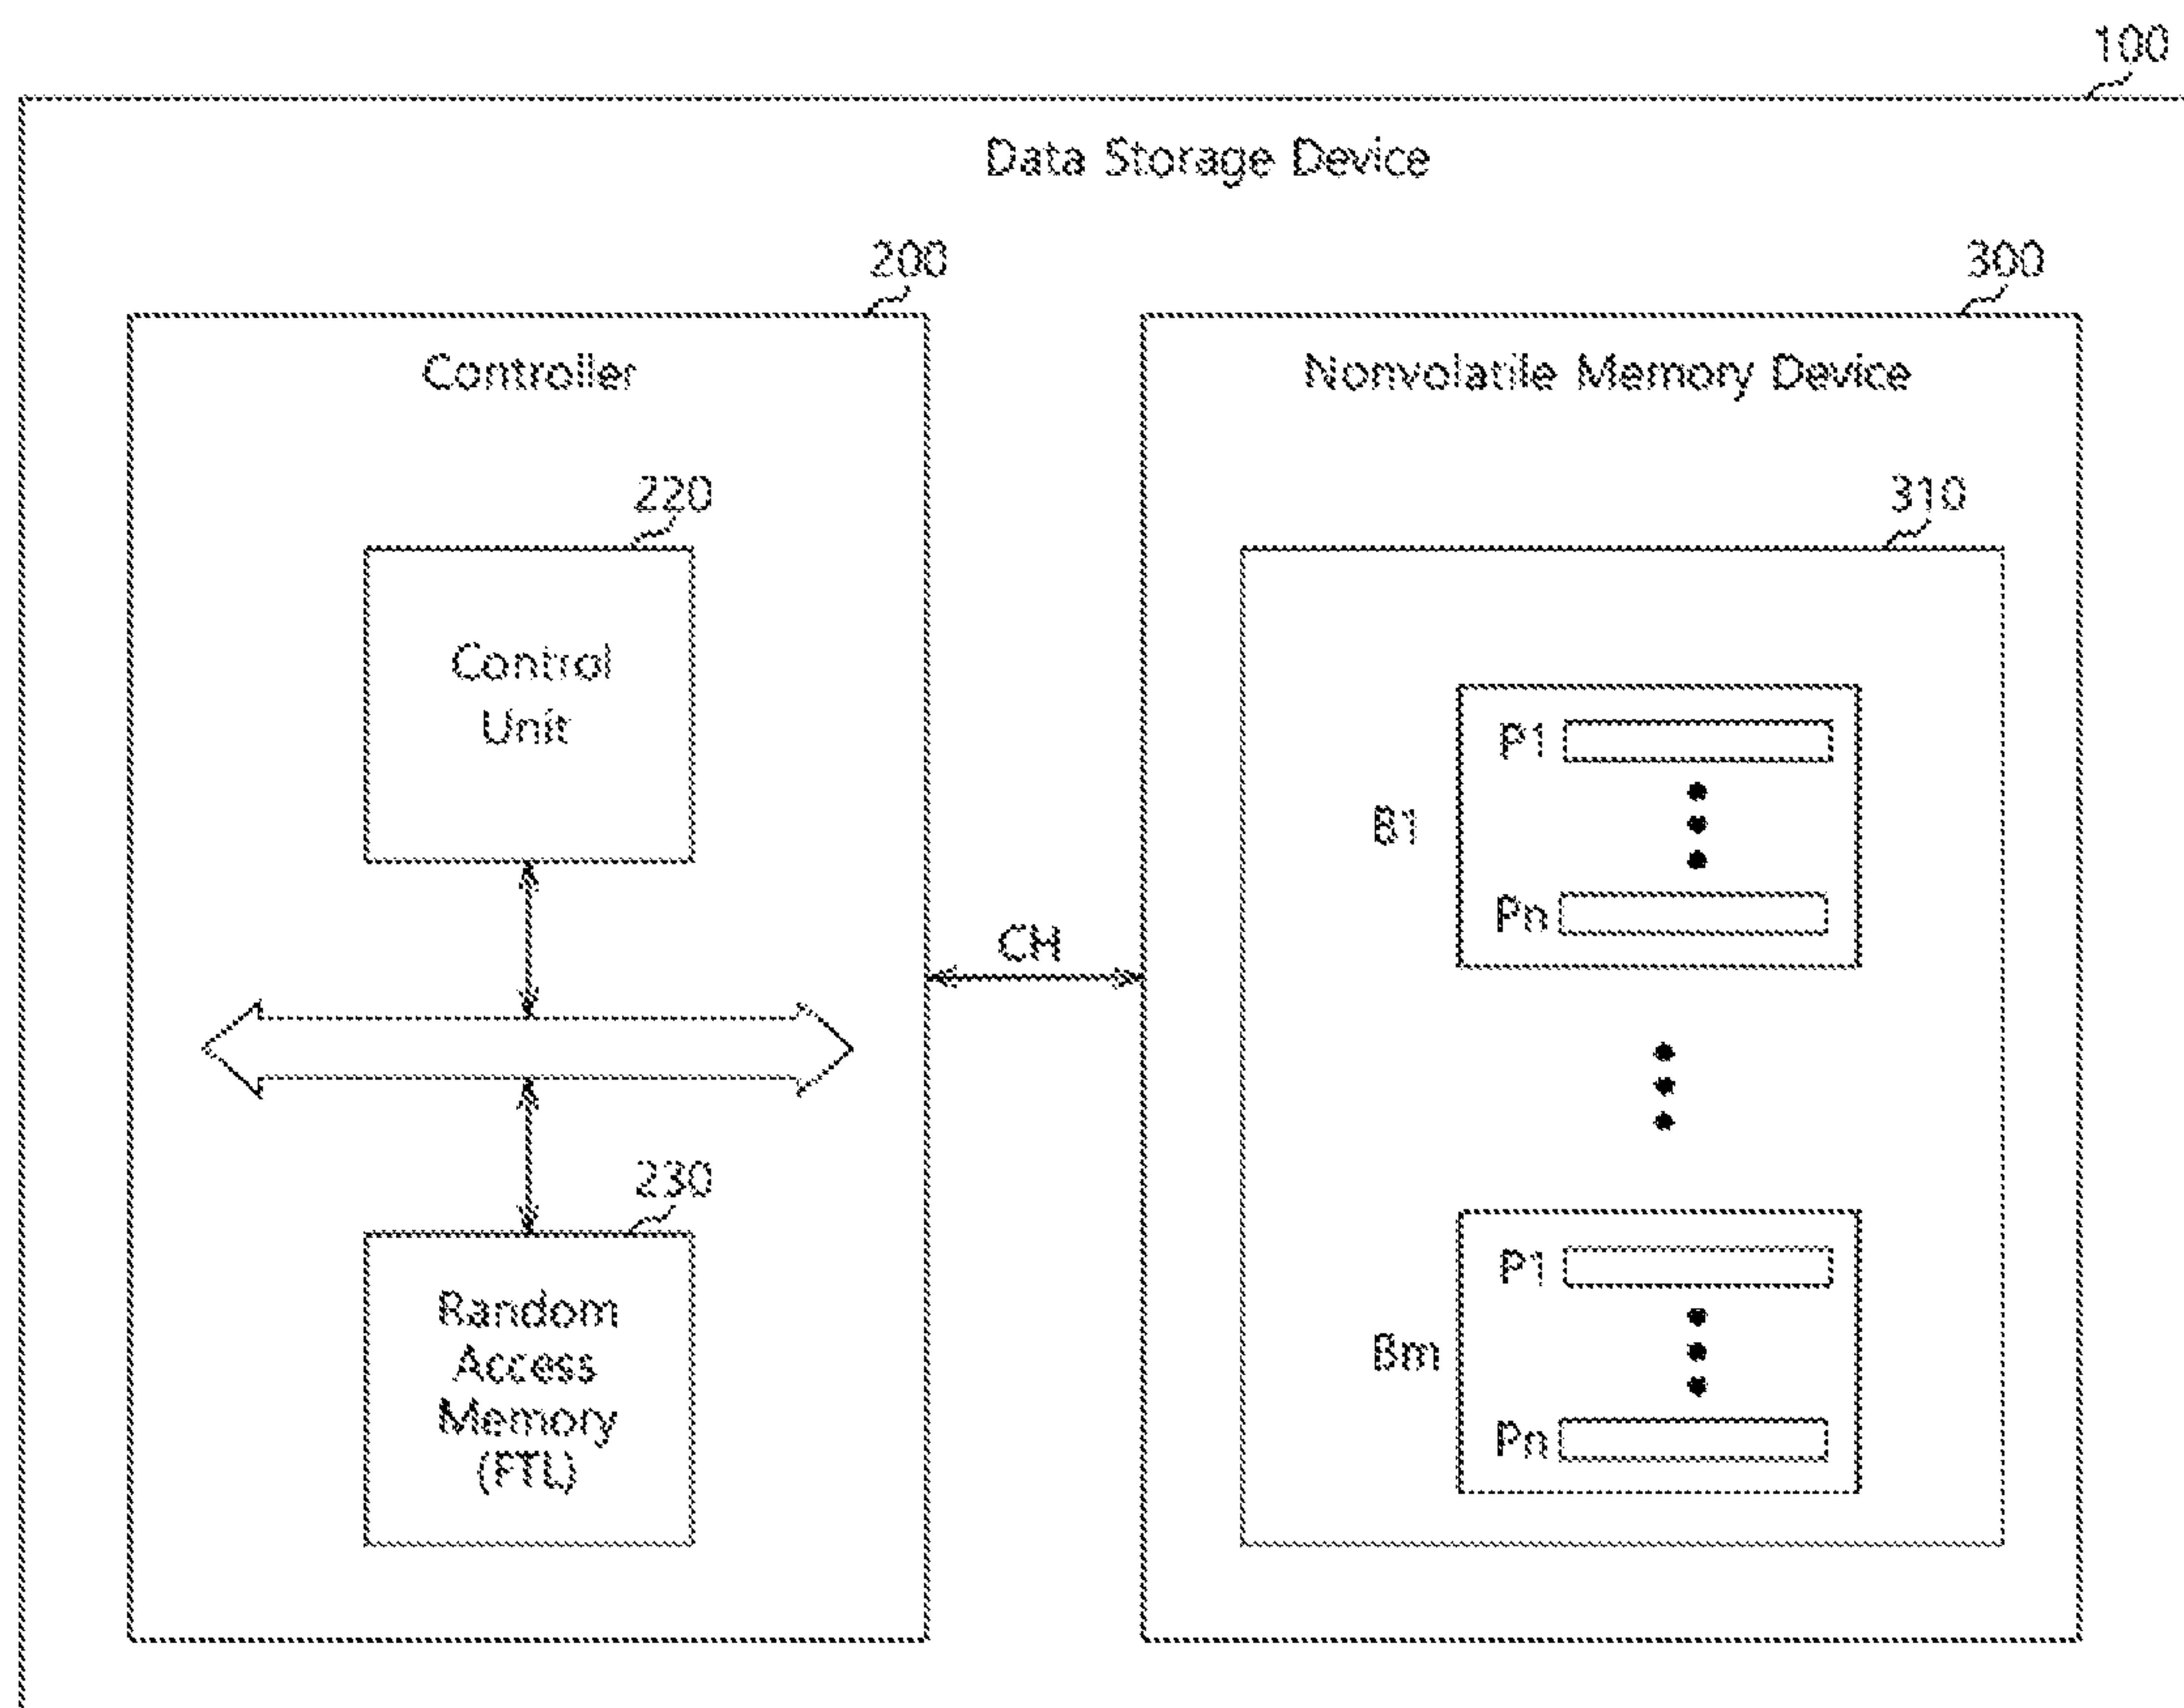 100
Data Storage Device
200
300
Controller
Nonvolatile Memory Device
220
310
Control
Unit
P1
B1
Pn
CH
230
Random
Access
Memory
(FTL)
P1
Bm
Pn